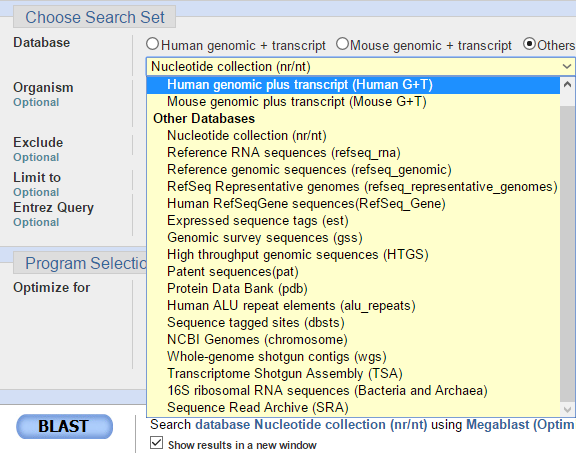 Choose Search Set
Database
Human genomic + transcript Mouse genomic + transcript Others
Nucleotide collection (nr/nt)
Human genomic plus transcript (Human G+T)
Organism
Optional
Mouse genomic plus transcript (Mouse G+T)
Other Databases
Nucleotide collection (nr/nt)
Exclude
Optional
Reference RNA sequences (refseq_rna)
Reference genomic sequences (refseq_genomic)
Limit to
RefSeq Representative genomes (refseq_representative_genomes)
Entrez Query
Optional
Human RefSeqGene sequences(RefSeq_Gene)
Expressed sequence tags (est)
Genomic survey sequences (gss)
High throughput genomic sequences (HTGS)
Program Selectio
Patent sequences(pat)
Optimize for
Protein Data Bank (pdb)
Human ALU repeat elements (alu_repeats)
Sequence tagged sites (dbsts)
NCBI Genomes (chromosome)
Whole-genome shotgun contigs (wgs)
Transcriptome Shotgun Assembly (TSA)
16S ribosomal RNA sequences (Bacteria and Archaea)
Sequence Read Archive (SRA)
BLAST
Search database Nucleotide collection (nr/nt) using Megablast (Optim
Show results in a new window